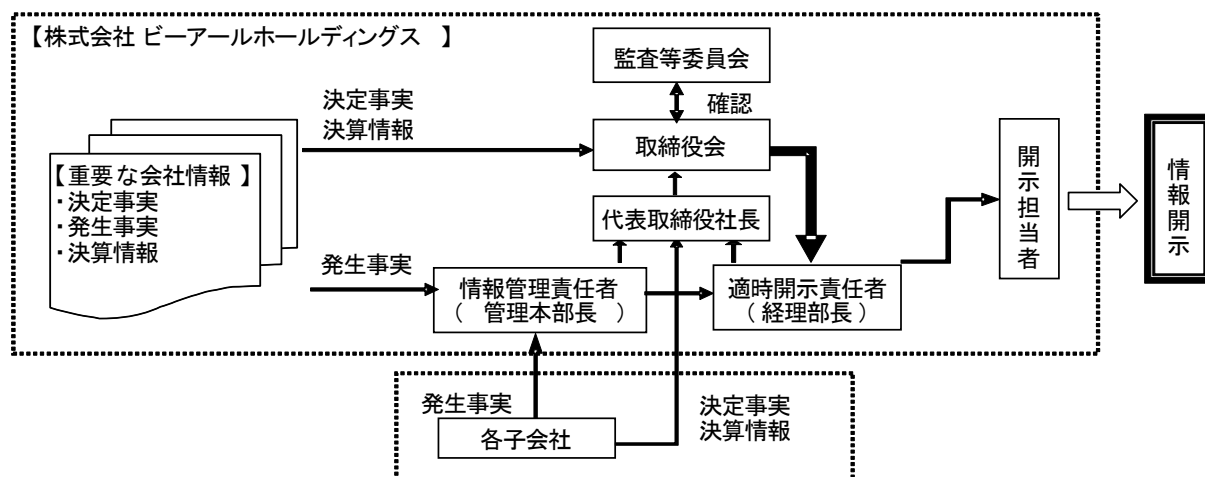 【株式会社 ビーアールホールディングス 】
監査等委員会
確認
決定事実
決算情報
取締役会
【重要な会社情報 】
・決定事実
・発生事実
・決算情報
代表取締役社長
発生事実
情報管理責任者
（ 管理本部長 ）
適時開示責任者
（ 経理部長 ）
開示担当者
情報開示
発生事実
各子会社
決定事実
決算情報